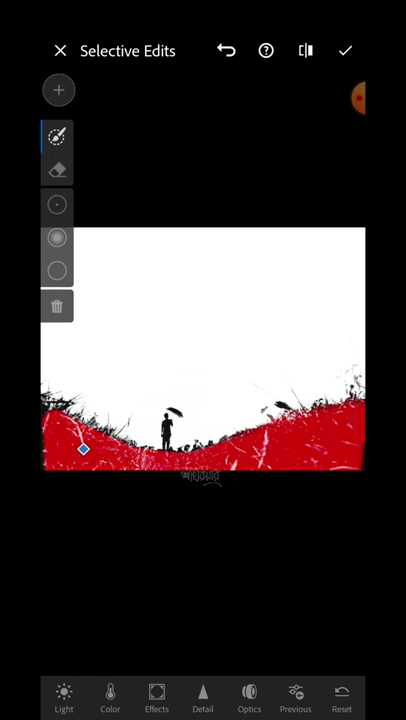 Selective Edits
Light
Color
Effects
Detail
Optics
Previous
Reset